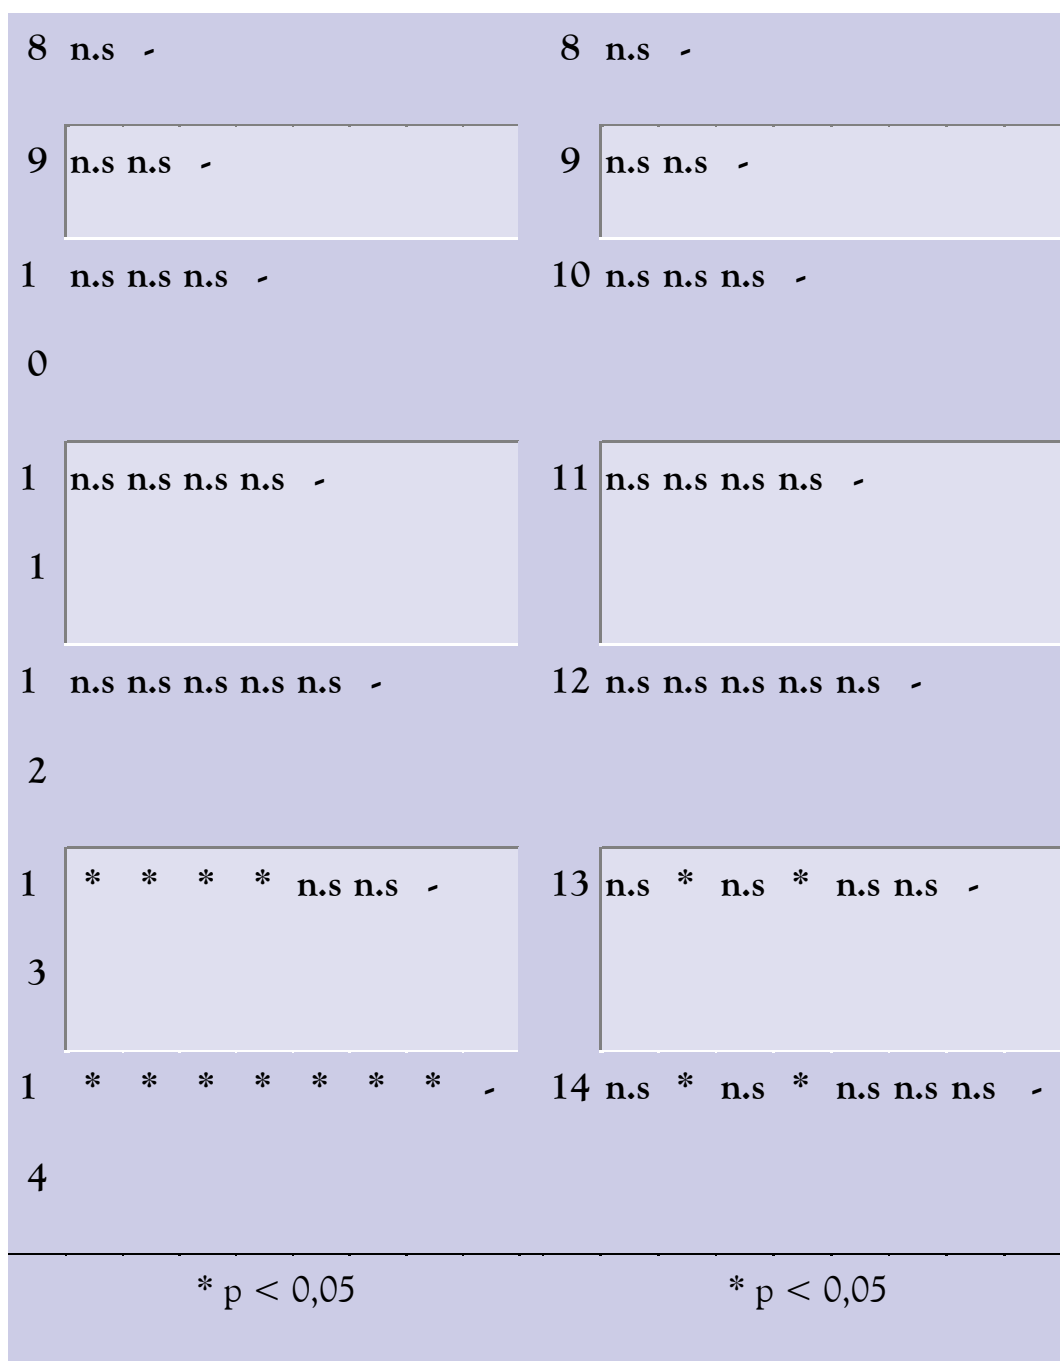 8 n.s - 8 n.s -
9 n.s n.s - 9 n.s n.s -
1 n.s n.s n.s - 10 n.s n.s n.s -
0
1 n.s n.s n.s n.s - 11 n.s n.s n.s n.s -
1
1 n.s n.s n.s n.s n.s - 12 n.s n.s n.s n.s n.s -
2
1 * * * * n.s n.s - 13 n.s * n.s * n.s n.s -
3
1 * * * * * * * - 14 n.s * n.s * n.s n.s n.s -
4
* p < 0,05 * p < 0,05